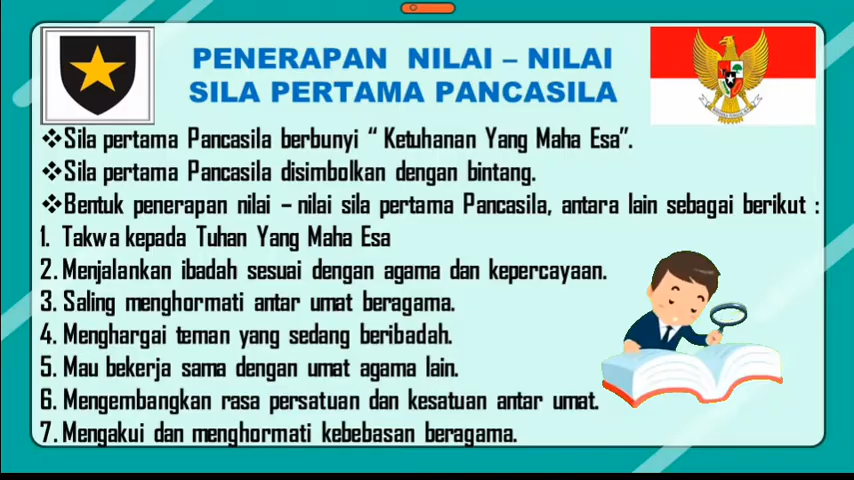 PENERAPAN NILAI – NILAI
SILA PERTAMA PANCASILA
❖Sila pertama Pancasila berbunyi “ Ketuhanan Yang Maha Esa”.
❖Sila pertama Pancasila disimbolkan dengan bintang.
❖Bentuk penerapan nilai – nilai sila pertama Pancasila, antara lain sebagai berikut :
1. Takwa kepada Tuhan Yang Maha Esa
2. Menjalankan ibadah sesuai dengan agama dan kepercayaan.
3. Saling menghormati antar umat beragama.
4. Menghargai teman yang sedang beribadah.
5. Mau bekerja sama dengan umat agama lain.
6. Mengembangkan rasa persatuan dan kesatuan antar umat.
7. Mengakui dan menghormati kebebasan beragama.